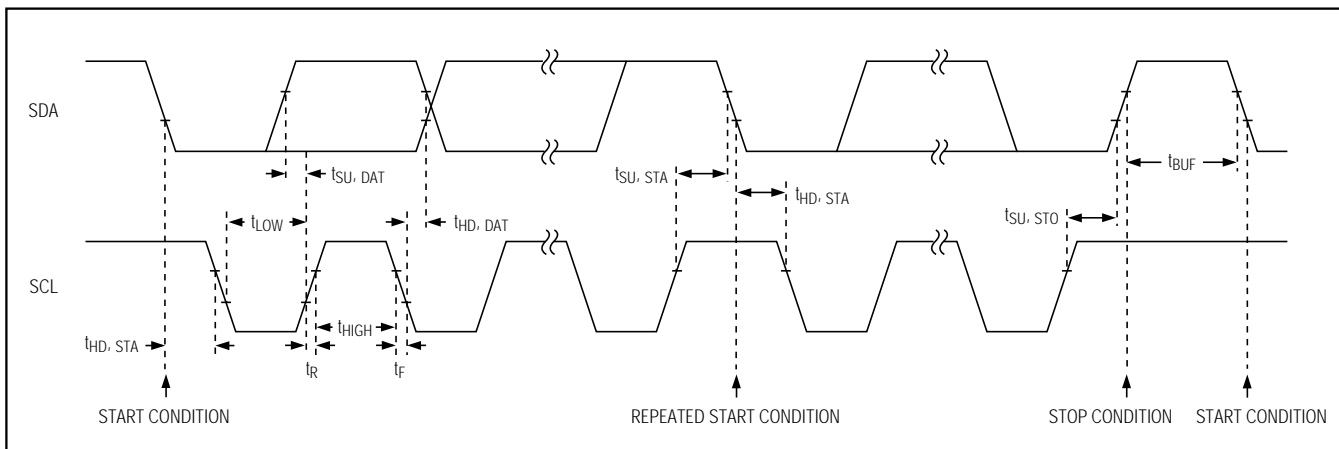 SDA
tSU, DAT
tSU, STA
tHD, STA
tBUF
tLOW
tHD, DAT
tSU, STO
SCL
tHIGH
tHD, STA
tR
tF
START CONDITION
REPEATED START CONDITION
STOP CONDITION
START CONDITION